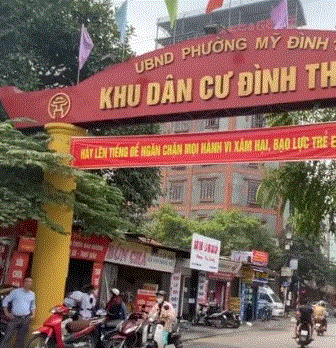 UBND PHƯỜNG MỸ ĐÌNH
KHU DÂN CƯ ĐÌNH TH
HÃY LÊN TIẾNG ĐỂ NGĂN CHẶN MỌI HÀNH VI XÂM HẠI, BẠO LỰC TRẺ E